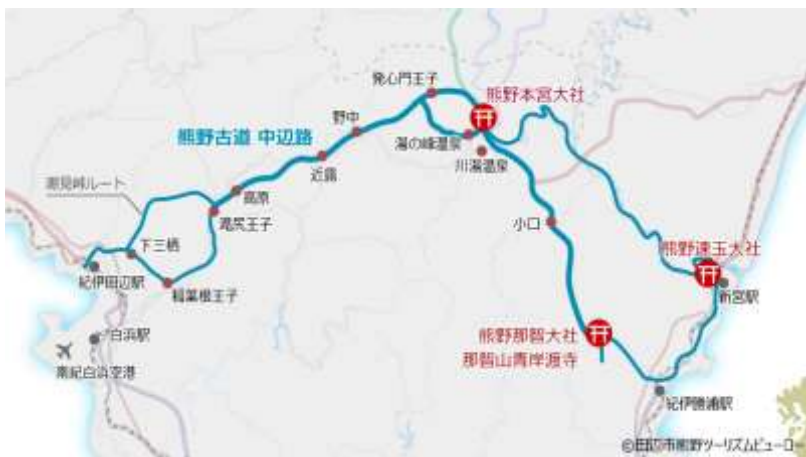 発心門王子
熊野本宮大社
野中
熊野古道 中辺路
湯の峰温泉
川湯温泉
近露
潮見峠ルート
高原
滝尻王子
小口
下三栖
熊野速玉大社
紀伊田辺駅
稲葉根王子
新宮駅
白浜駅
熊野那智大社
那智山青岸渡寺
南紀白浜空港
紀伊勝浦駅
©田辺市熊野ツーリズムビューロー